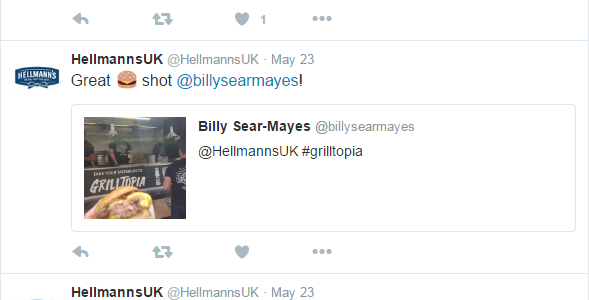 1
HellmannsUK @HellmannsUK · May 23
HELLMANN'S
Great 🍔 shot @billysearmayes!
Billy Sear-Mayes @billysearmayes
@HellmannsUK #grilltopia
GRILLTOPIA
HellmannsUK @HellmannsUK · May 23